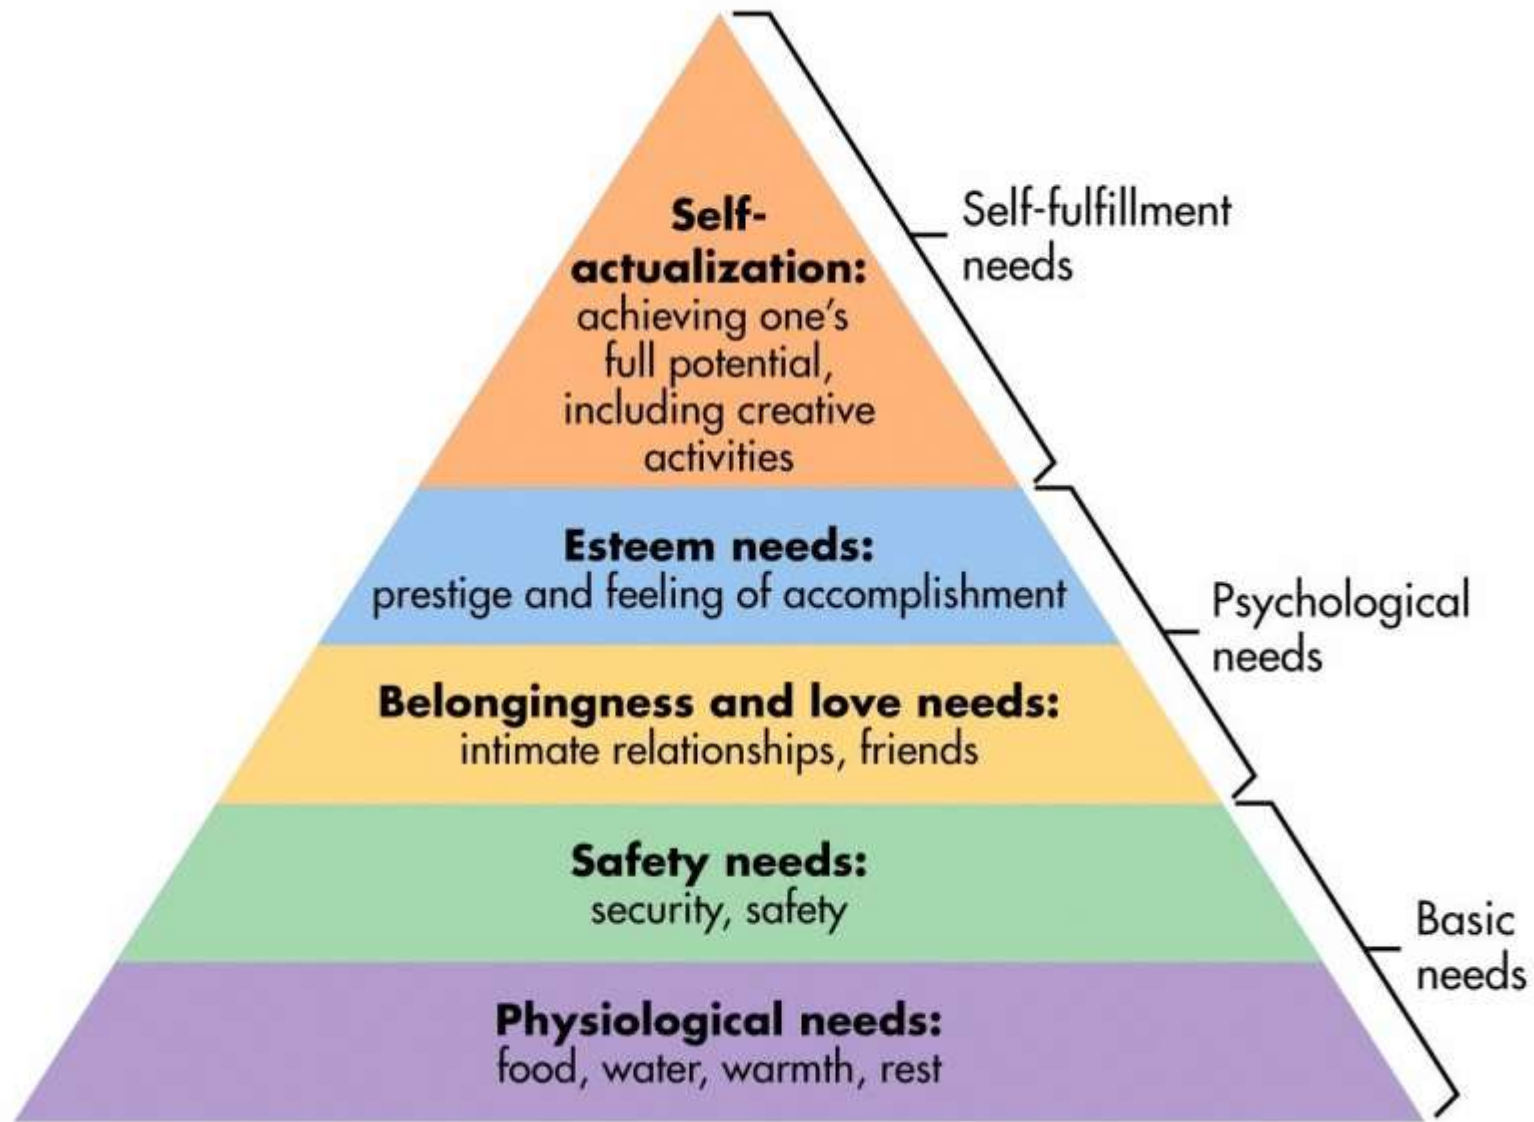 Self-
actualization:
achieving one's
full potential,
including creative
activities
Self-fulfillment
needs
Esteem needs:
prestige and feeling of accomplishment
Belongingness and love needs:
intimate relationships, friends
Psychological
needs
Safety needs:
security, safety
Physiological needs:
food, water, warmth, rest
Basic
needs